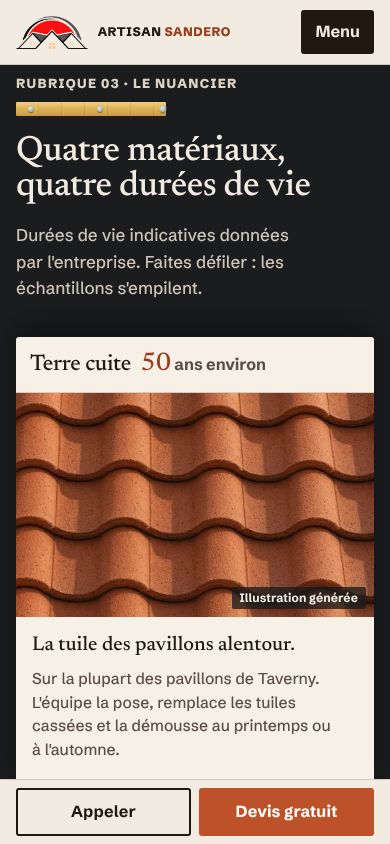 ARTISAN SANDERO
Menu
RUBRIQUE 03 · LE NUANCIER
Quatre matériaux,
quatre durées de vie
Durées de vie indicatives données
par l'entreprise. Faites défiler : les
échantillons s'empilent.
Terre cuite 50 ans environ
Illustration générée
La tuile des pavillons alentour.
Sur la plupart des pavillons de Taverny.
L'équipe la pose, remplace les tuiles
cassées et la démousse au printemps ou
à l'automne.
Appeler
Devis gratuit